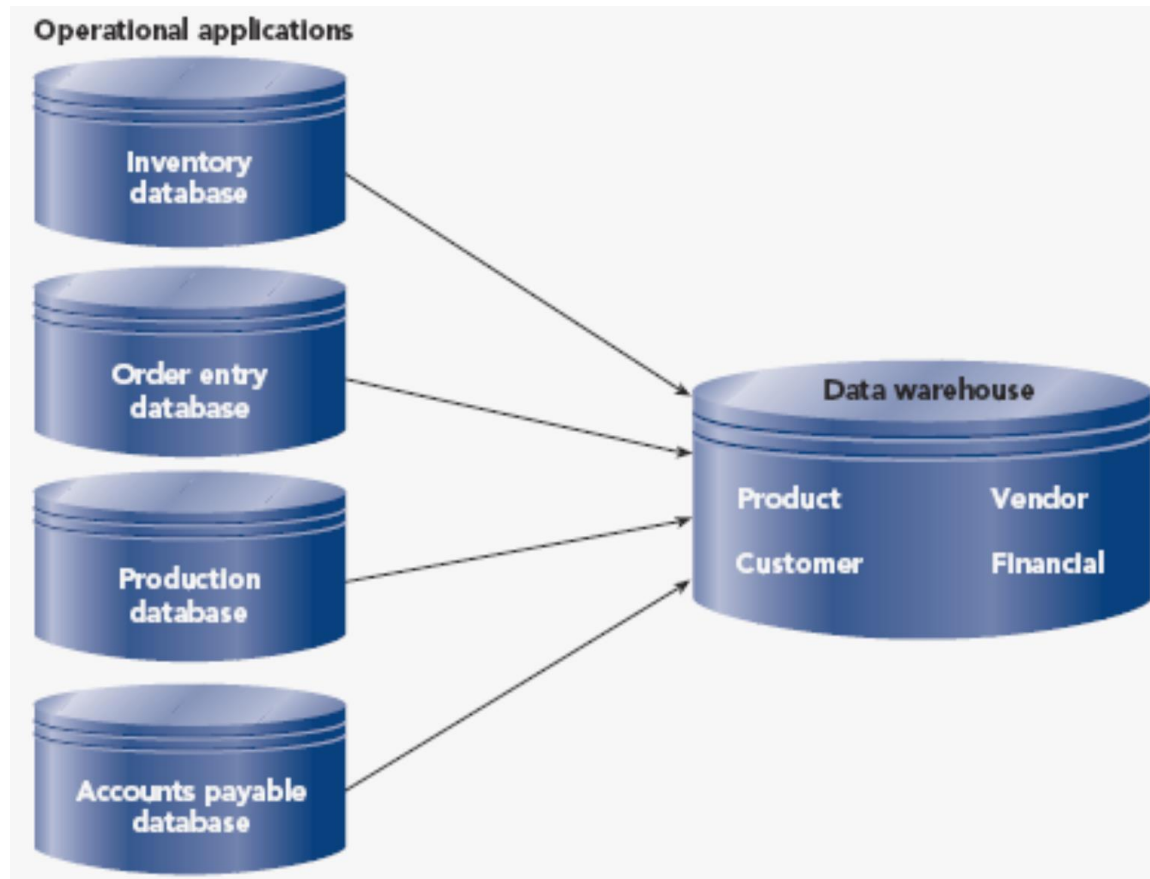 Operational applications
Inventory
database
Order entry
database
Production
database
Accounts payable
database
Data warehouse
Product Vendor
Customer Financial